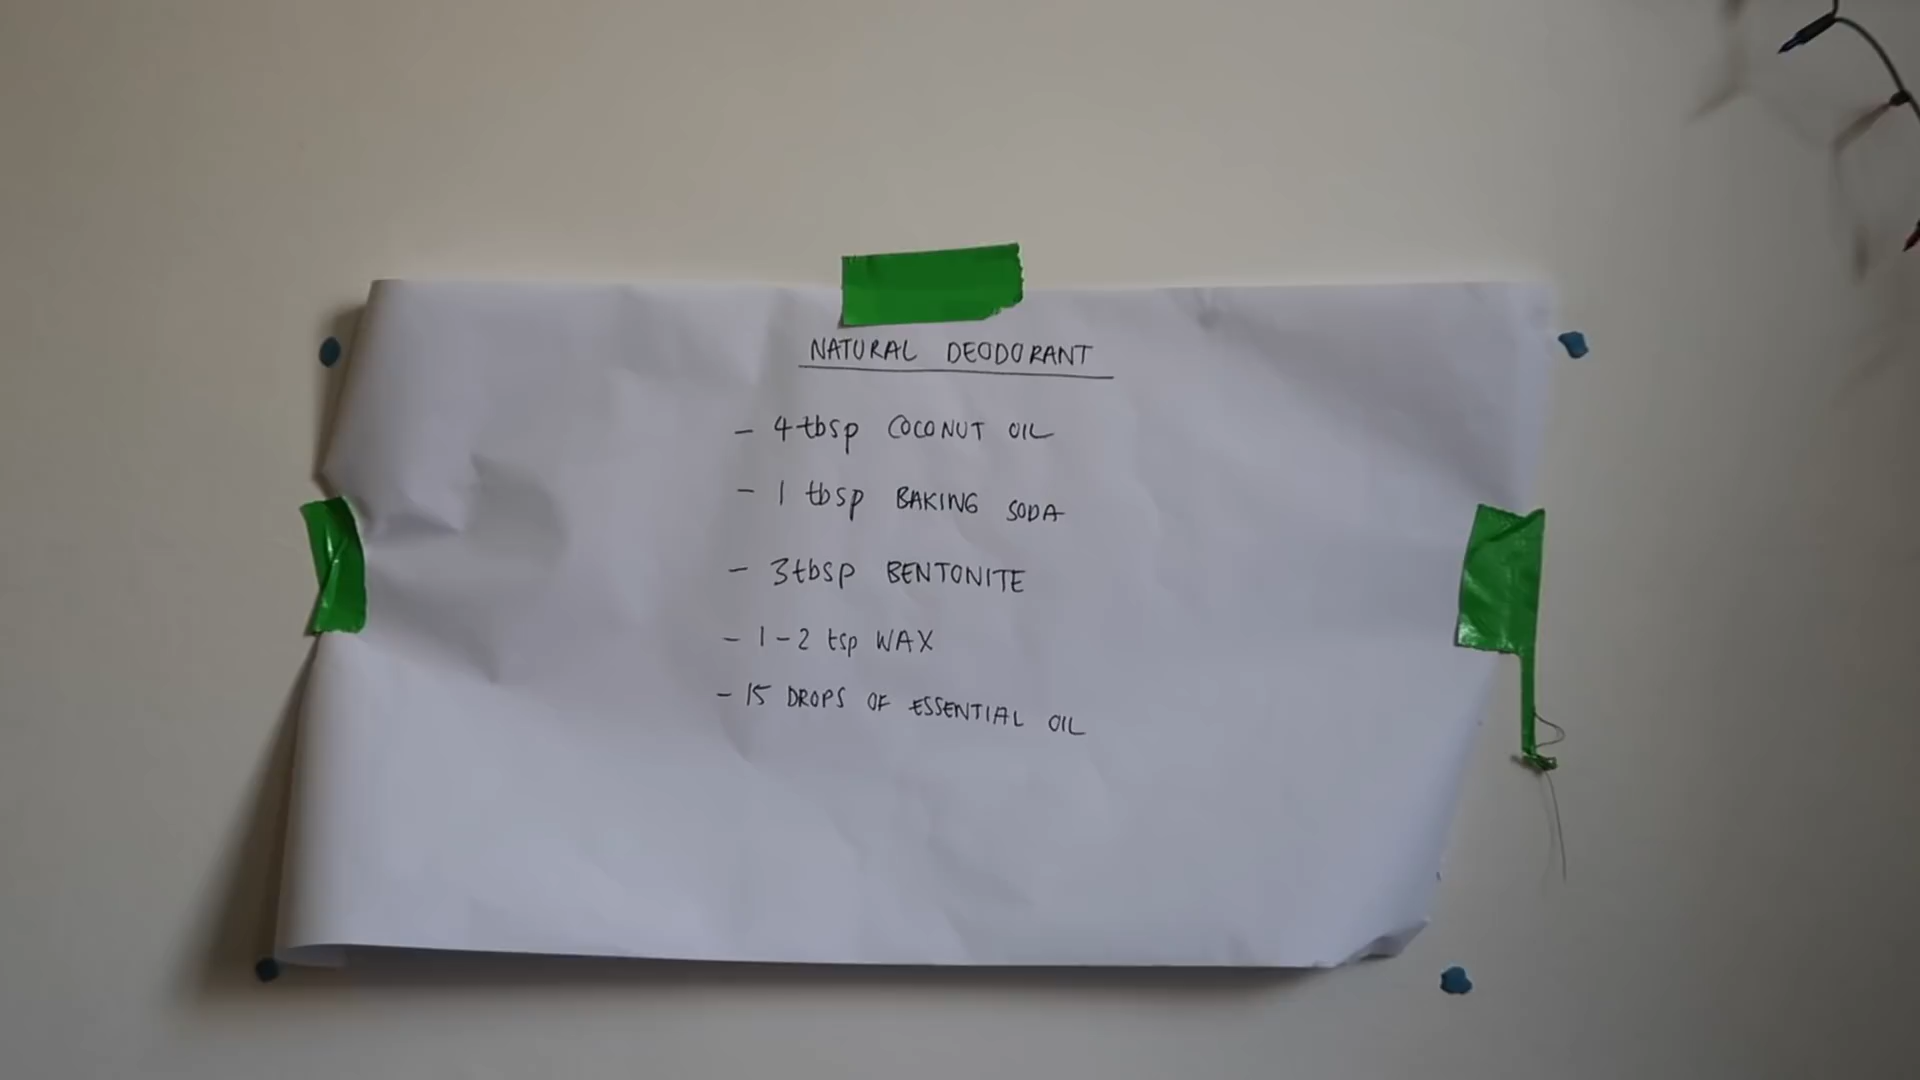 NATURAL DEODORANT
- 4tbsp COCONUT OIL
- 1 tbsp BAKING SODA
- 3tbsp BENTONITE
- 1-2 tsp WAX
- 15 DROPS OF ESSENTIAL OIL